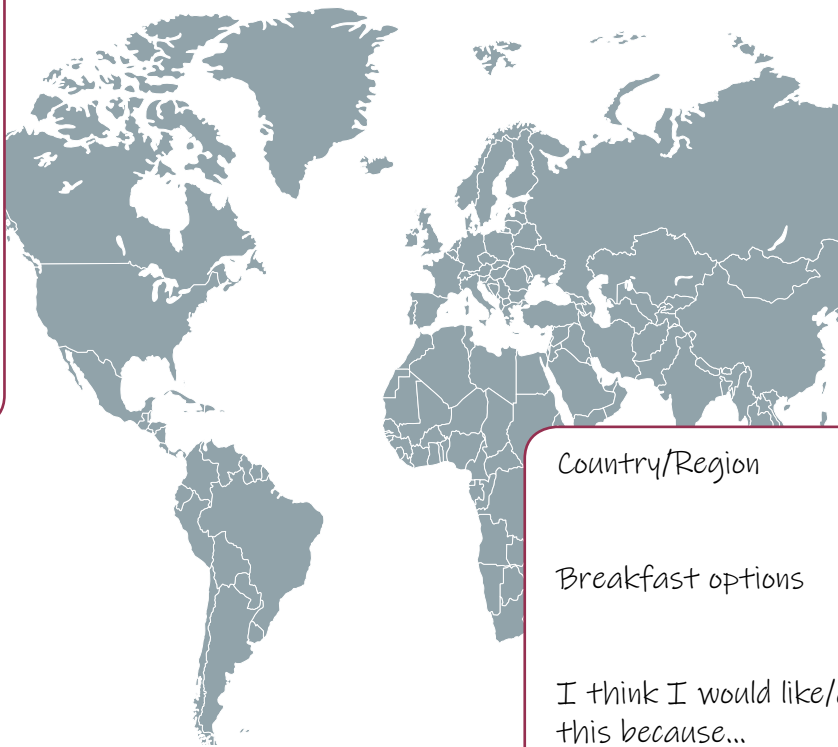 Country/Region
Breakfast options
I think I would like/
this because...